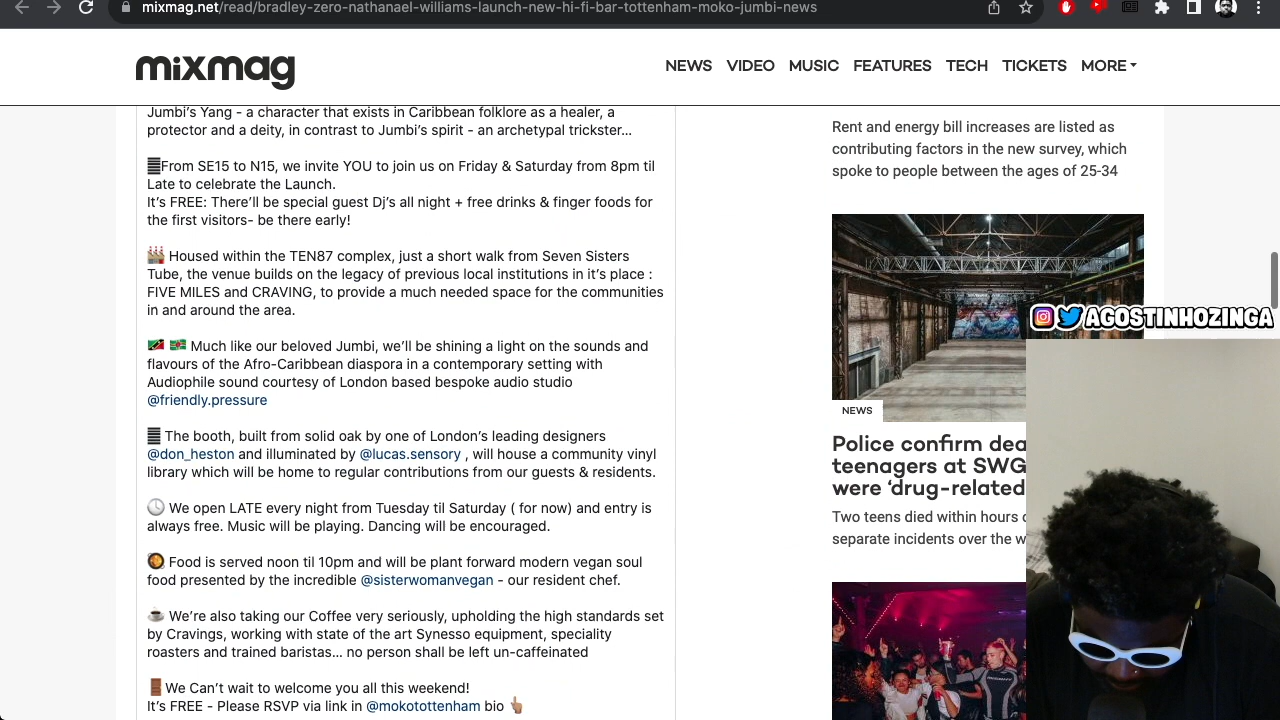 mixmag.net/read/bradley-zero-nathanael-williams-launch-new-hi-fi-bar-tottenham-moko-jumbi-news
mixmag
NEWS VIDEO MUSIC FEATURES TECH TICKETS MORE
Jumbi's Yang - a character that exists in Caribbean folklore as a healer, a
protector and a deity, in contrast to Jumbi's spirit - an archetypal trickster...
From SE15 to N15, we invite YOU to join us on Friday & Saturday from 8pm til
Late to celebrate the Launch.
It's FREE: There'll be special guest Dj's all night + free drinks & finger foods for
the first visitors- be there early!
Housed within the TEN87 complex, just a short walk from Seven Sisters
Tube, the venue builds on the legacy of previous local institutions in it's place :
FIVE MILES and CRAVING, to provide a much needed space for the communities
in and around the area.
Much like our beloved Jumbi, we'll be shining a light on the sounds and
flavours of the Afro-Caribbean diaspora in a contemporary setting with
Audiophile sound courtesy of London based bespoke audio studio
@friendly.pressure
The booth, built from solid oak by one of London's leading designers
@don_heston and illuminated by @lucas.sensory , will house a community vinyl
library which will be home to regular contributions from our guests & residents.
We open LATE every night from Tuesday til Saturday ( for now) and entry is
always free. Music will be playing. Dancing will be encouraged.
Food is served noon til 10pm and will be plant forward modern vegan soul
food presented by the incredible @sisterwomanvegan - our resident chef.
We're also taking our Coffee very seriously, upholding the high standards set
by Cravings, working with state of the art Synesso equipment, speciality
roasters and trained baristas... no person shall be left un-caffeinated
We Can't wait to welcome you all this weekend!
It's FREE - Please RSVP via link in @mokotottenham bio
Rent and energy bill increases are listed as
contributing factors in the new survey, which
spoke to people between the ages of 25-34
AGOSTINHOZINGA
NEWS
Police confirm dea
teenagers at SWG
were 'drug-related
Two teens died within hours
separate incidents over the w